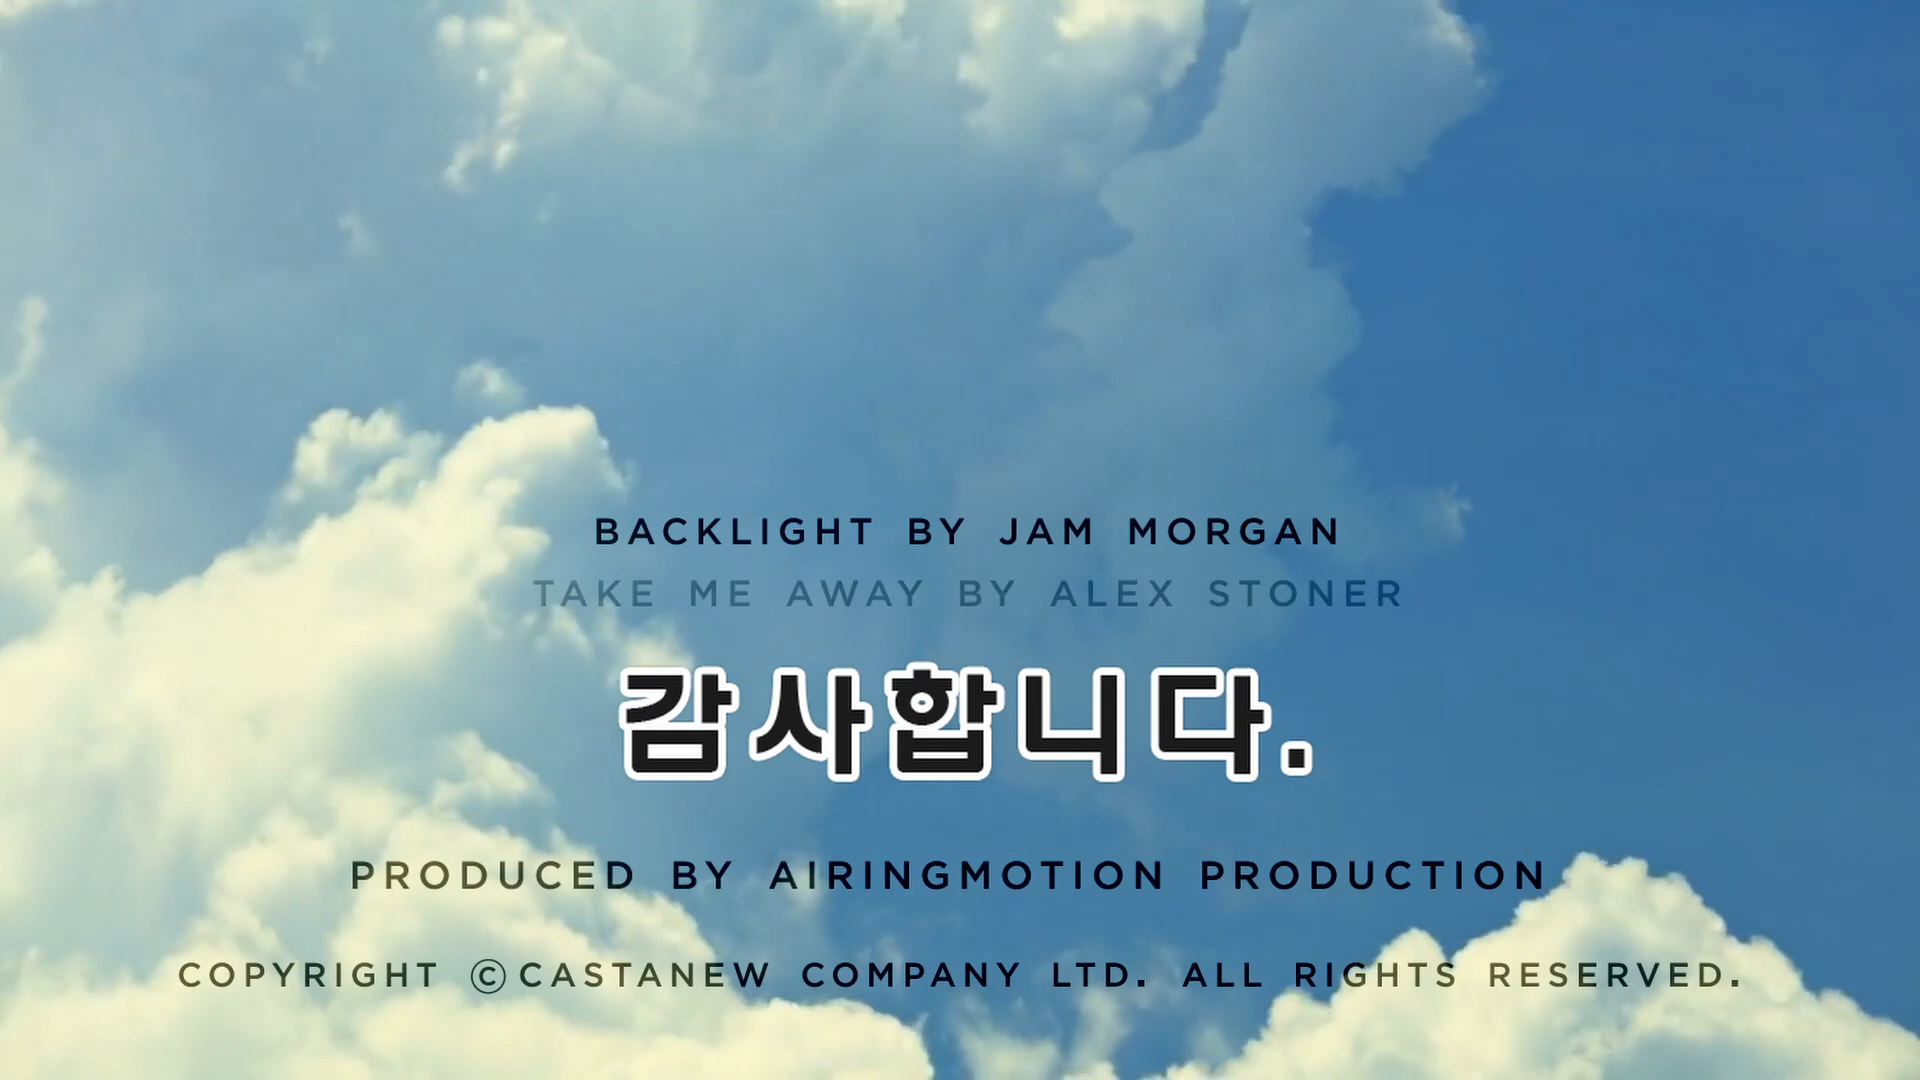 BACKLIGHT BY JAM MORGAN
TAKE ME AWAY BY ALEX STONER
감사합니다.
PRODUCED BY AIRINGMOTION PRODUCTION
COPYRIGHT ©CASTANEW COMPANY LTD. ALL RIGHTS RESERVED.